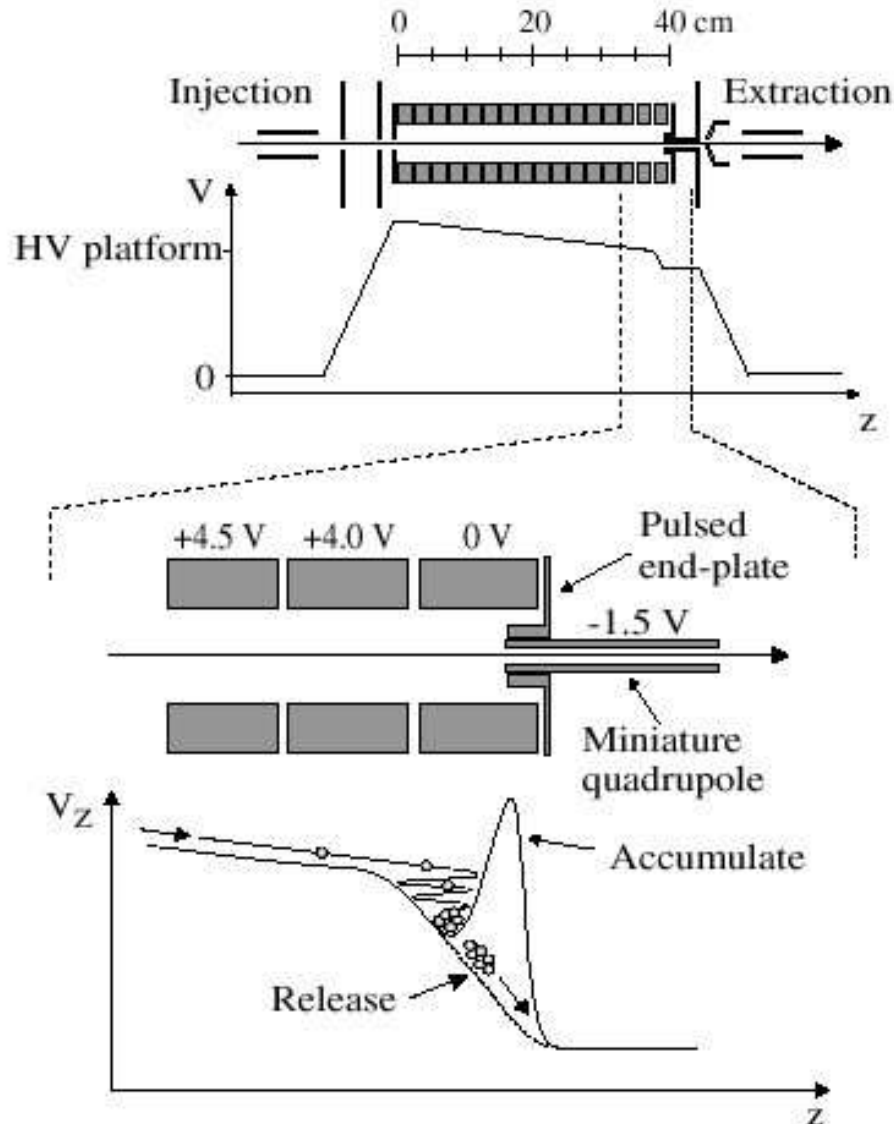 0 20 40 cm
Injection Extraction
V
HV platform
0
z
+4.5 V +4.0 V 0 V
Pulsed
end-plate
-1.5 V
Miniature
quadrupole
VZ
Accumulate
Release
z